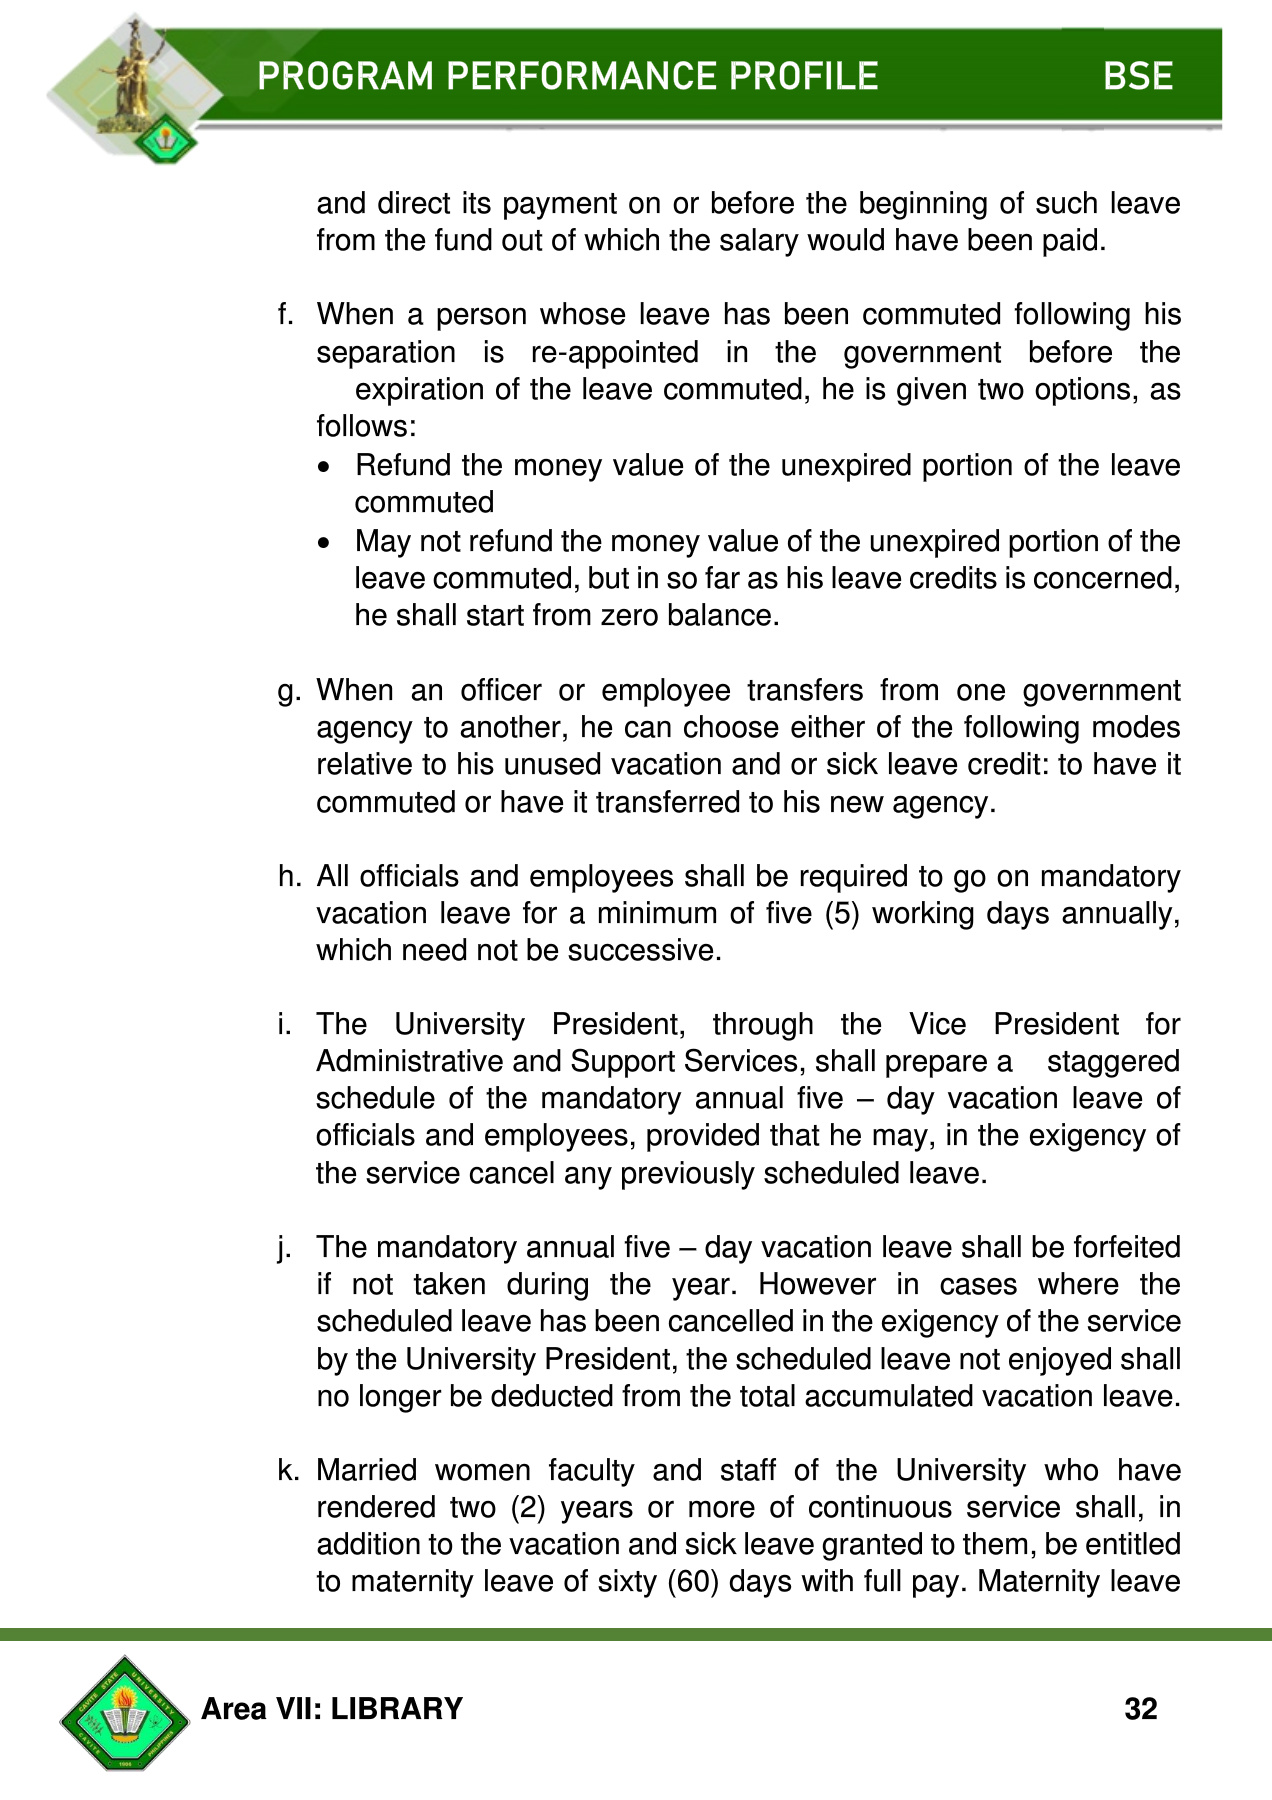 PROGRAM PERFORMANCE PROFILE BSE
and direct its payment on or before the beginning of such leave
from the fund out of which the salary would have been paid.
f. When a person whose leave has been commuted following his
separation is re-appointed in the government before the
expiration of the leave commuted, he is given two options, as
follows:
• Refund the money value of the unexpired portion of the leave
commuted
• May not refund the money value of the unexpired portion of the
leave commuted, but in so far as his leave credits is concerned,
he shall start from zero balance.
g. When an officer or employee transfers from one government
agency to another, he can choose either of the following modes
relative to his unused vacation and or sick leave credit: to have it
commuted or have it transferred to his new agency.
h. All officials and employees shall be required to go on mandatory
vacation leave for a minimum of five (5) working days annually,
which need not be successive.
i. The University President, through the Vice President for
Administrative and Support Services, shall prepare a staggered
schedule of the mandatory annual five – day vacation leave of
officials and employees, provided that he may, in the exigency of
the service cancel any previously scheduled leave.
j. The mandatory annual five – day vacation leave shall be forfeited
if not taken during the year. However in cases where the
scheduled leave has been cancelled in the exigency of the service
by the University President, the scheduled leave not enjoyed shall
no longer be deducted from the total accumulated vacation leave.
k. Married women faculty and staff of the University who have
rendered two (2) years or more of continuous service shall, in
addition to the vacation and sick leave granted to them, be entitled
to maternity leave of sixty (60) days with full pay. Maternity leave
CAVITE STATE UNIVERSITY
CAVITE 1906 PHILIPPINES
Area VII: LIBRARY 32